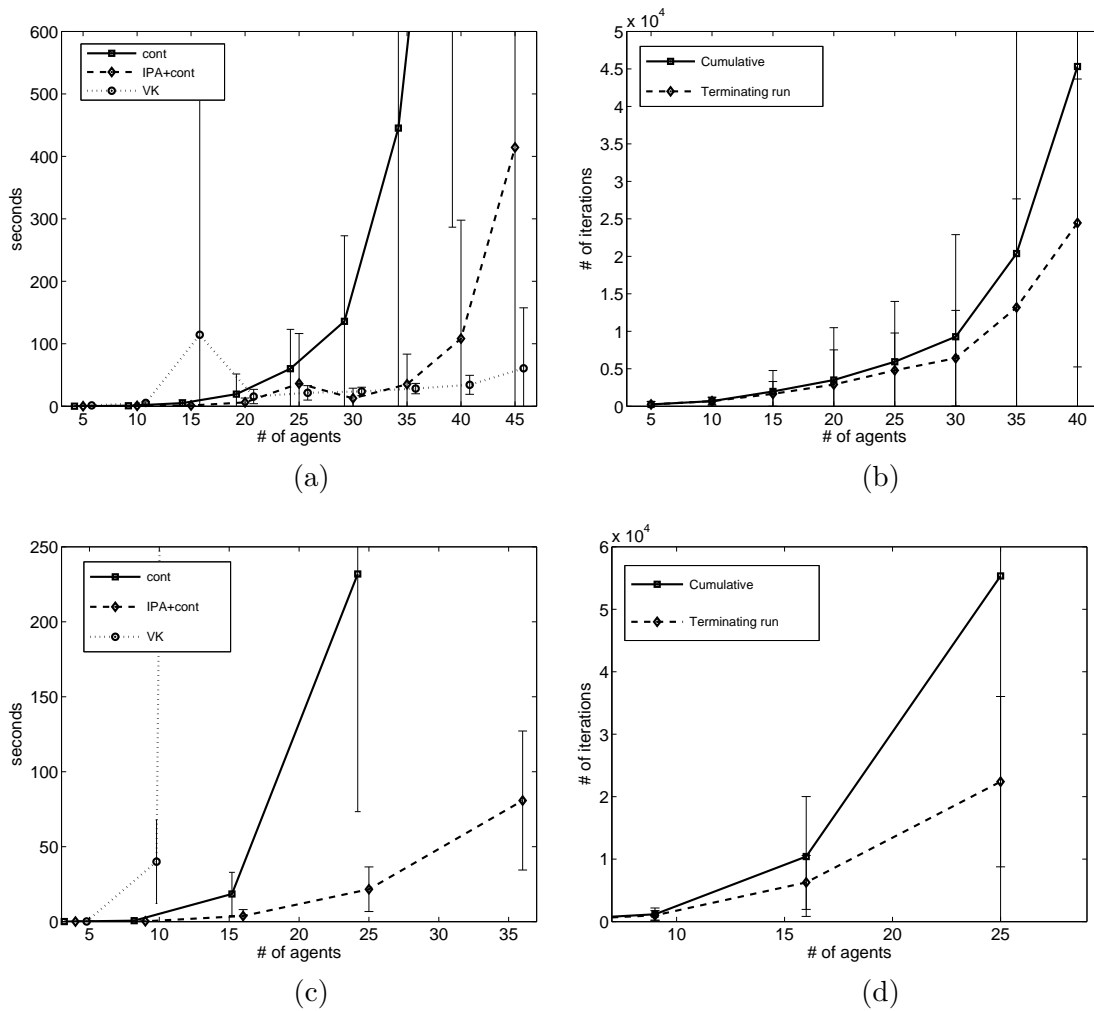 600
500
400
300
200
100
0
seconds
cont
IPA+cont
VK
5 10 15 20 25 30 35 40 45
# of agents
(a)
x 10^4
5
4.5
4
3.5
3
2.5
2
1.5
1
0.5
0
# of iterations
Cumulative
Terminating run
5 10 15 20 25 30 35 40
# of agents
(b)
250
200
150
100
50
0
seconds
cont
IPA+cont
VK
5 10 15 20 25 30 35
# of agents
(c)
x 10^4
6
5
4
3
2
1
0
# of iterations
Cumulative
Terminating run
10 15 20 25
# of agents
(d)